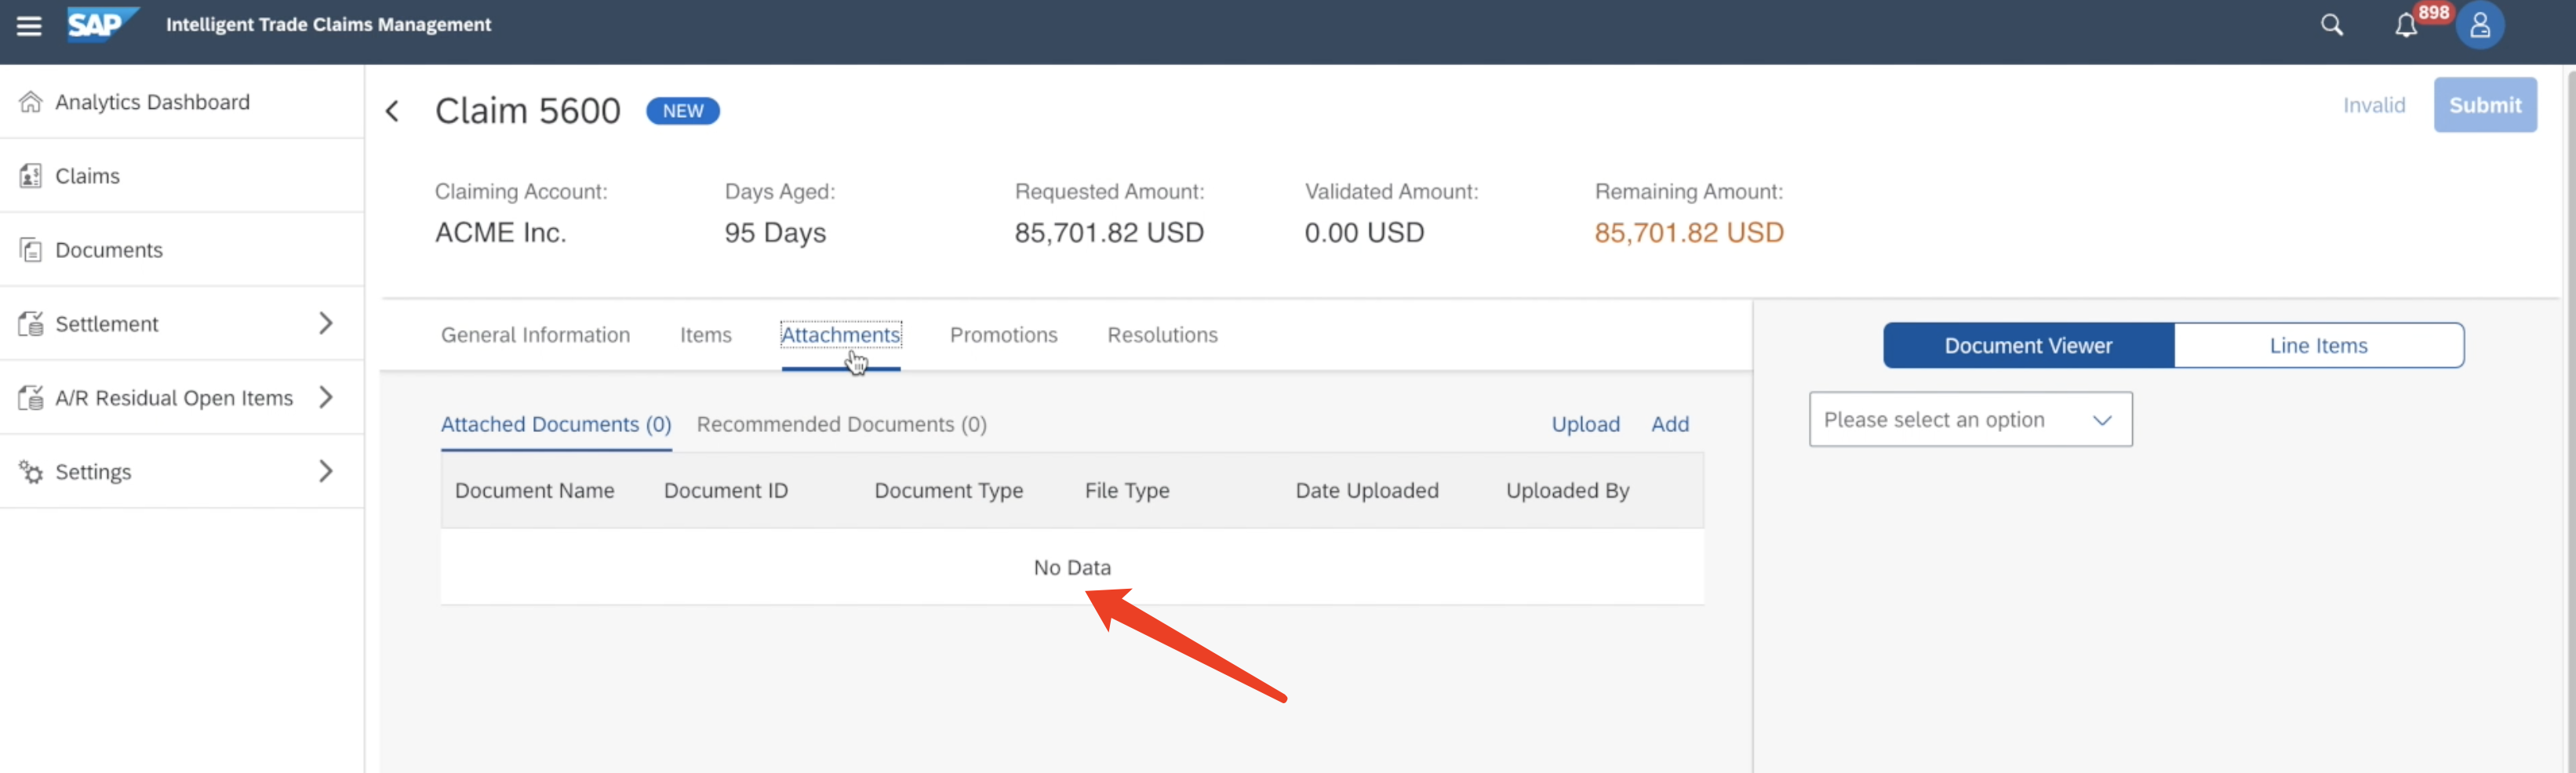 SAP Intelligent Trade Claims Management 898
Analytics Dashboard
Claims
Documents
Settlement
A/R Residual Open Items
Settings
Claim 5600 NEW Invalid Submit
Claiming Account: Days Aged: Requested Amount: Validated Amount: Remaining Amount:
ACME Inc. 95 Days 85,701.82 USD 0.00 USD 85,701.82 USD
General Information Items Attachments Promotions Resolutions
Attached Documents (0) Recommended Documents (0) Upload Add
Document Name Document ID Document Type File Type Date Uploaded Uploaded By
No Data
Document Viewer Line Items
Please select an option